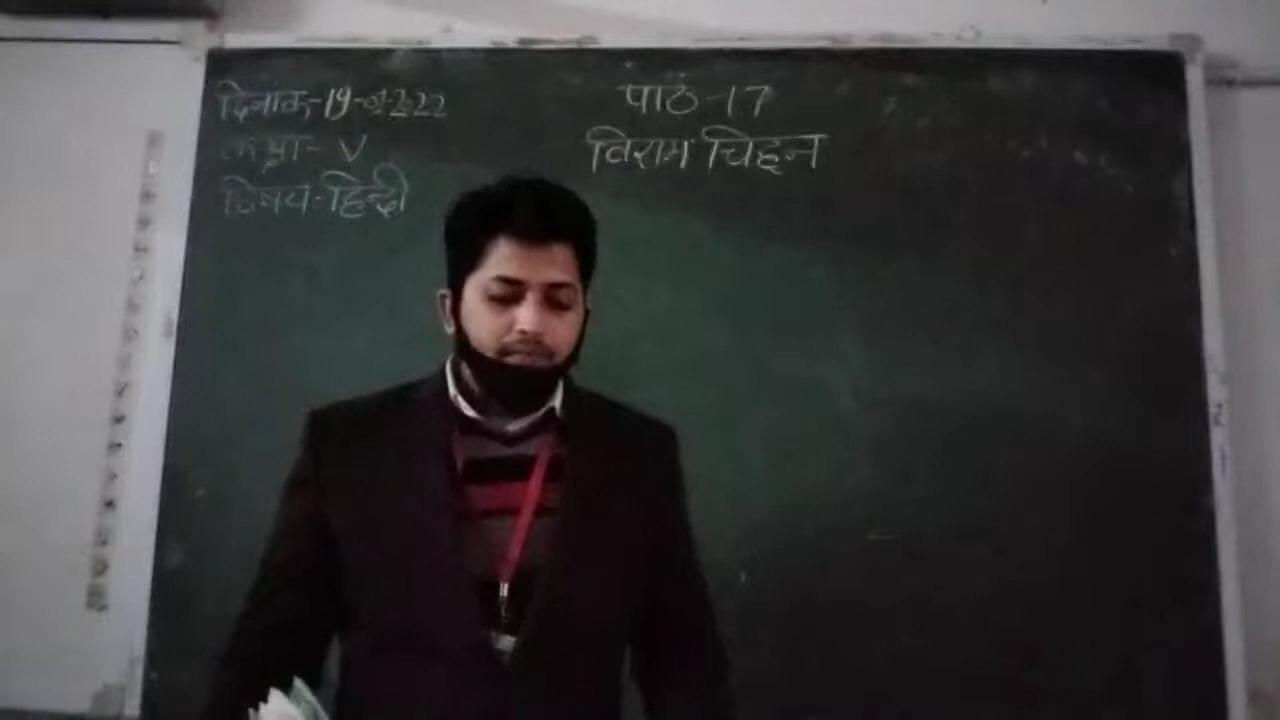 दिनांक-19-01-2022
कक्षा- V
विषय-हिन्दी
पाठ-17
विराम चिह्न